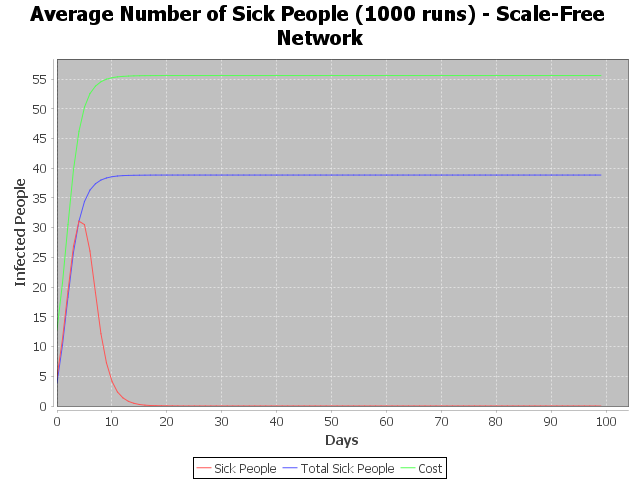 Average Number of Sick People (1000 runs) - Scale-Free
Network
Infected People
55
50
45
40
35
30
25
20
15
10
5
0
0 10 20 30 40 50 60 70 80 90 100
Days
Sick People Total Sick People Cost